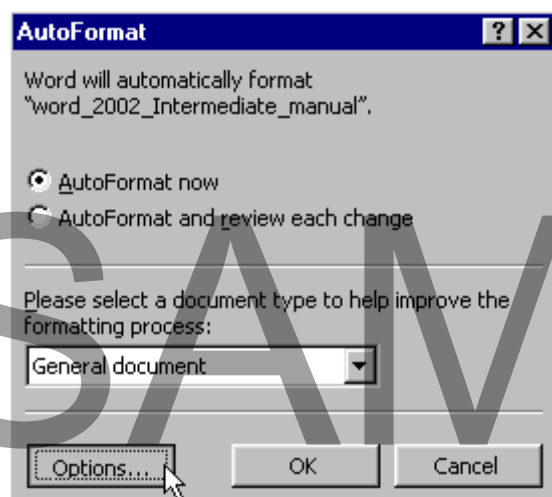 AutoFormat
Word will automatically format
"word_2002_Intermediate_manual".
AutoFormat now
AutoFormat and review each change
Please select a document type to help improve the
formatting process:
General document
Options... OK Cancel
SAM